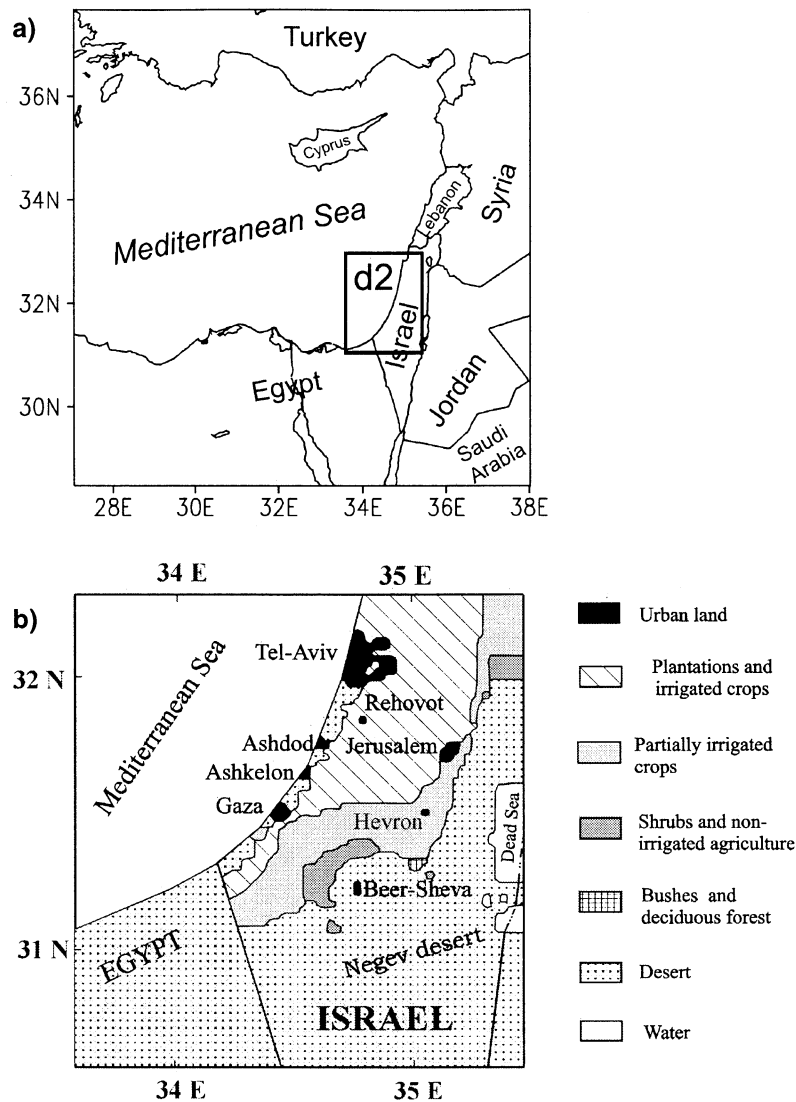 a)
Turkey
36N
Cyprus
34N
Lebanon
Syria
Mediterranean Sea
d2
32N
Israel
Egypt
Jordan
30N
Saudi
Arabia
28E
30E
32E
34E
36E
38E
34 E
35 E
b)
Urban land
Mediterranean Sea
Tel-Aviv
32 N
Plantations and
irrigated crops
Rehovot
Ashdod
Jerusalem
Partially irrigated
crops
Ashkelon
Gaza
Hevron
Dead Sea
Shrubs and non-
irrigated agriculture
Beer-Sheva
Bushes and
deciduous forest
31 N
EGYPT
Negev desert
Desert
ISRAEL
Water
34 E
35 E